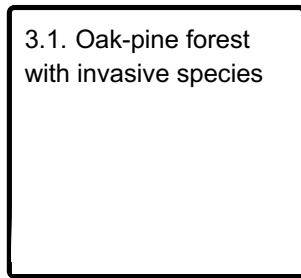 3.1. Oak-pine forest
with invasive species